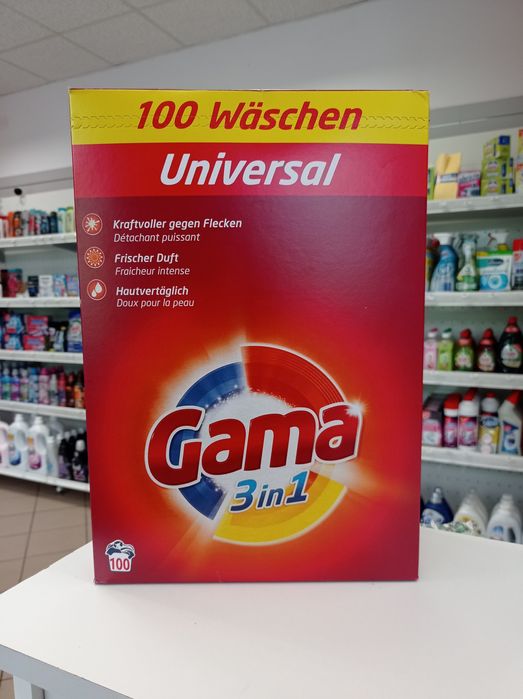 100 Wäschen
Universal
Kraftvoller gegen Flecken
Détachant puissant
Frischer Duft
Fraicheur intense
Hautverträglich
Doux pour la peau
Gama
3in1
100